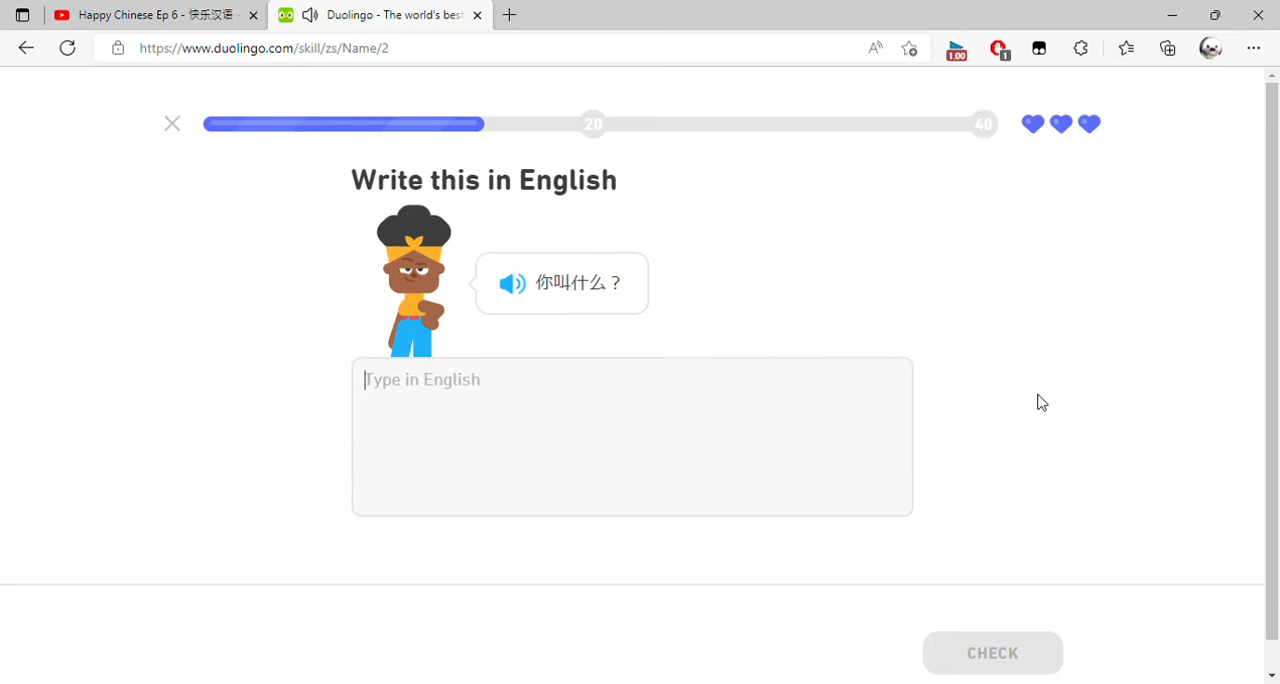 Happy Chinese Ep 6 - 快乐汉语 -
Duolingo - The world's best
https://www.duolingo.com/skill/zs/Name/2
1.00
1
20
40
Write this in English
你叫什么？
Type in English
CHECK